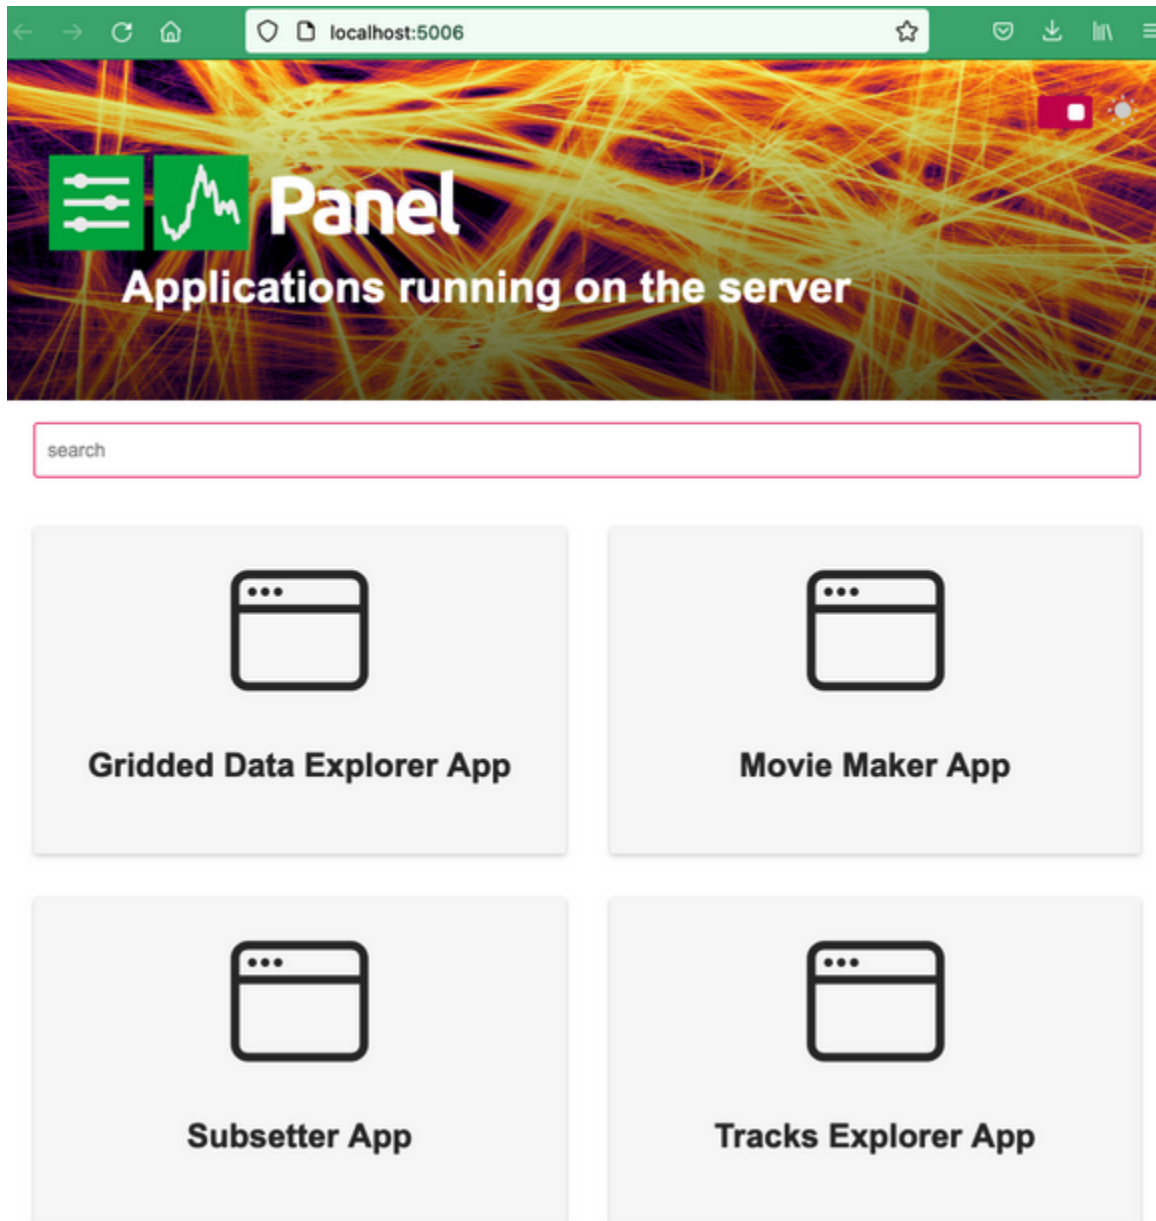 localhost:5006
Panel
Applications running on the server
search
Gridded Data Explorer App
Movie Maker App
Subsetter App
Tracks Explorer App